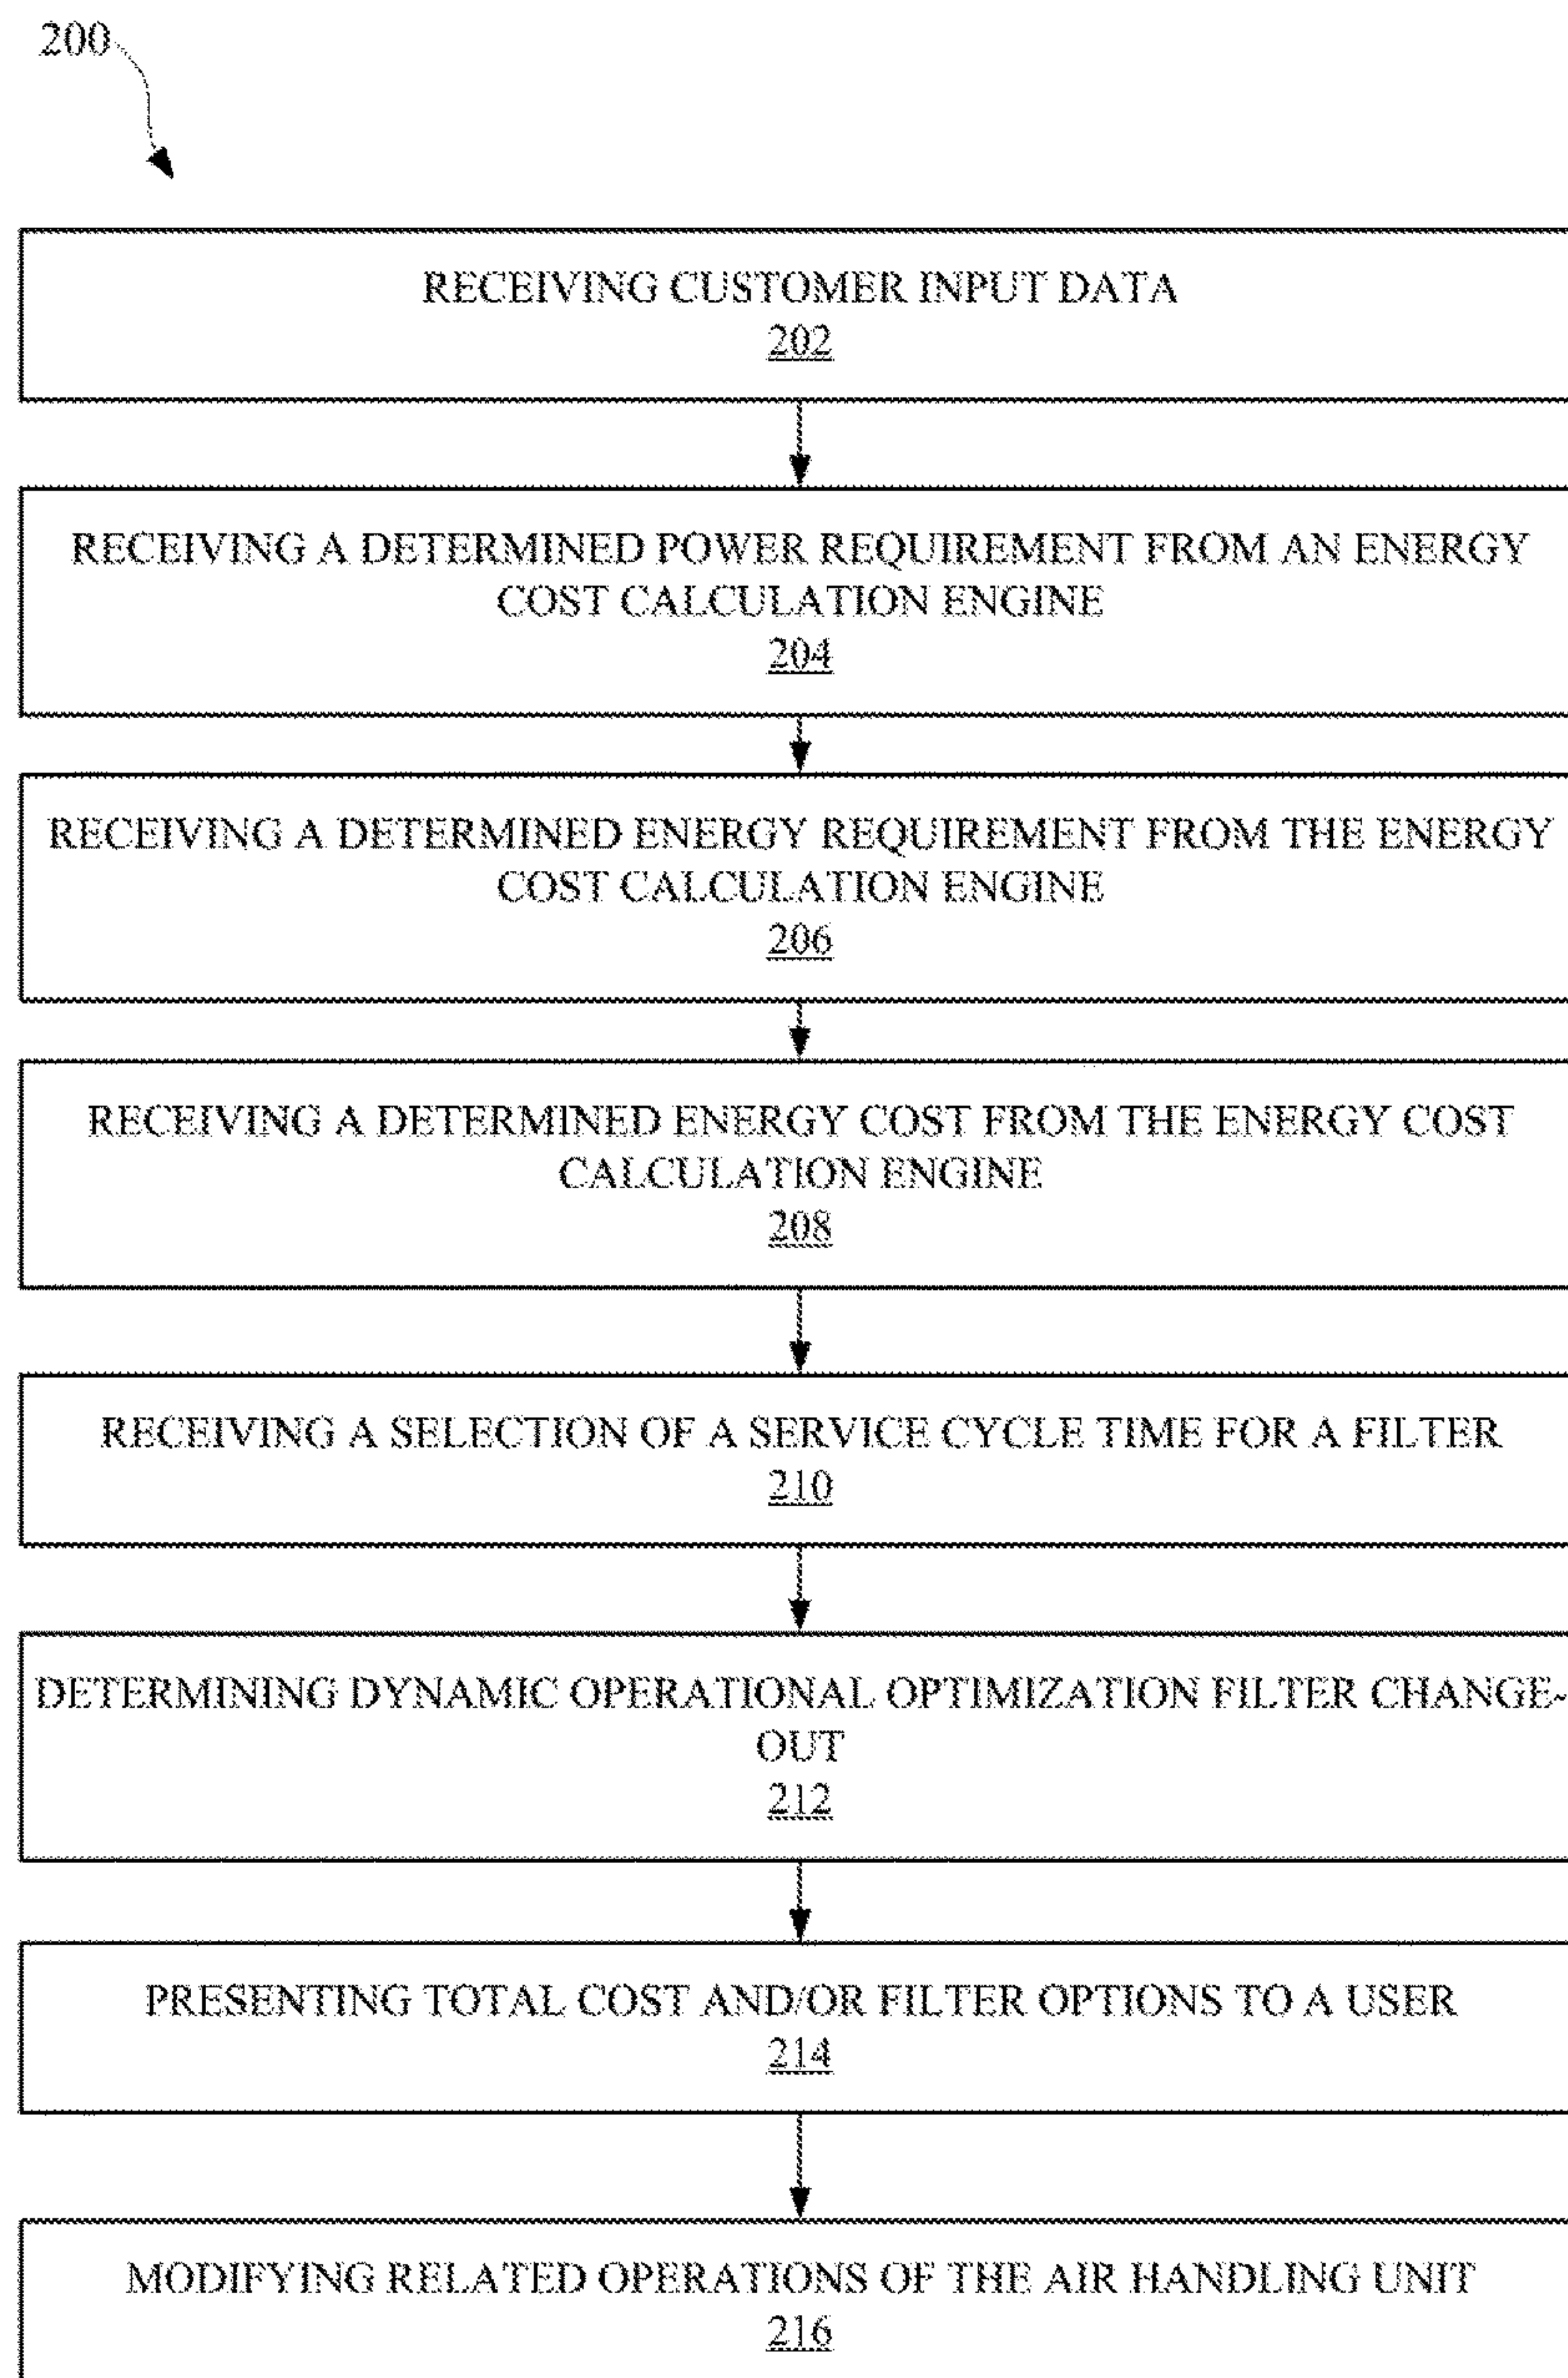 200
RECEIVING CUSTOMER INPUT DATA
202
RECEIVING A DETERMINED POWER REQUIREMENT FROM AN ENERGY
COST CALCULATION ENGINE
204
RECEIVING A DETERMINED ENERGY REQUIREMENT FROM THE ENERGY
COST CALCULATION ENGINE
206
RECEIVING A DETERMINED ENERGY COST FROM THE ENERGY COST
CALCULATION ENGINE
208
RECEIVING A SELECTION OF A SERVICE CYCLE TIME FOR A FILTER
210
DETERMINING DYNAMIC OPERATIONAL OPTIMIZATION FILTER CHANGE-
OUT
212
PRESENTING TOTAL COST AND/OR FILTER OPTIONS TO A USER
214
MODIFYING RELATED OPERATIONS OF THE AIR HANDLING UNIT
216